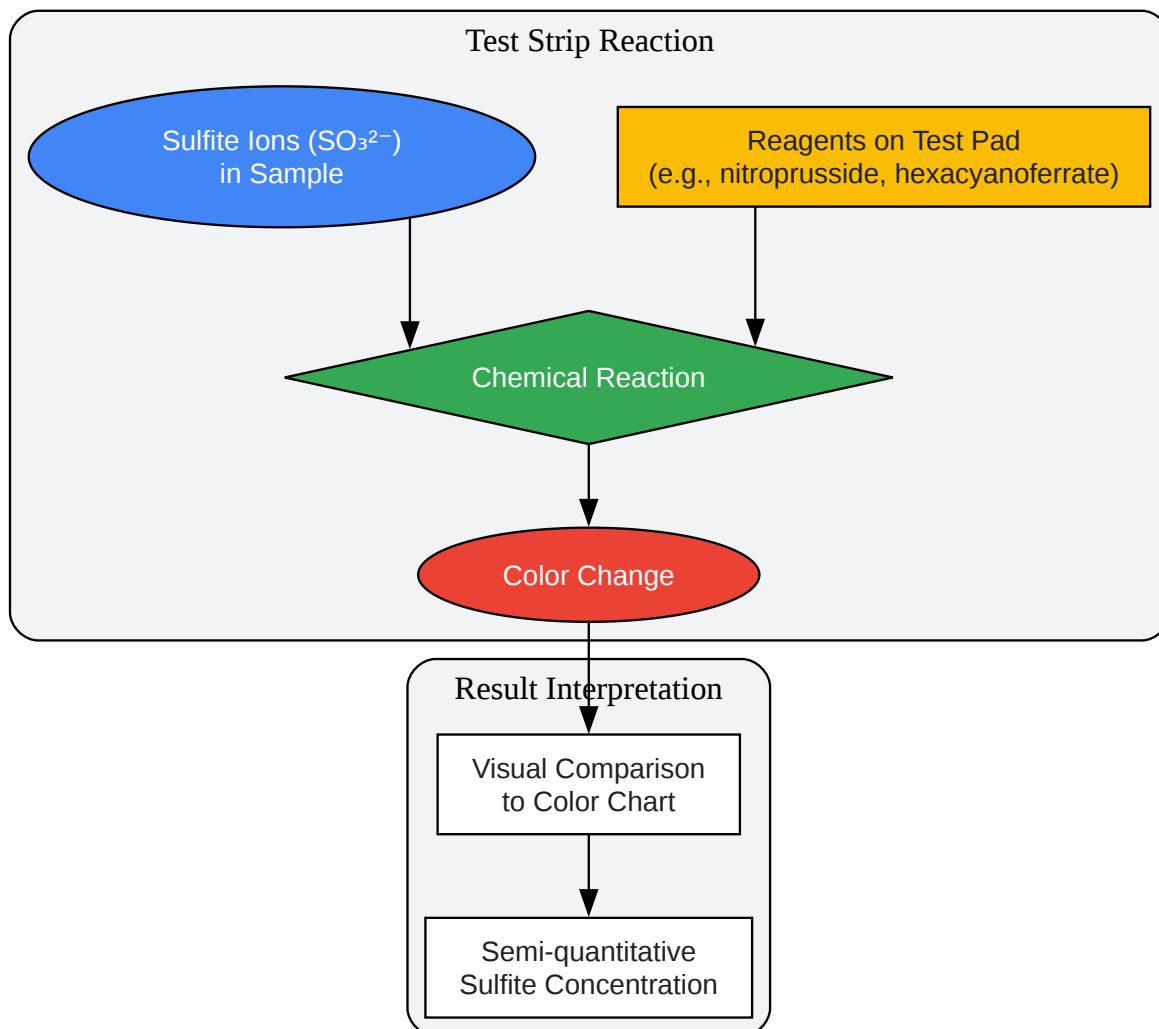 Test Strip Reaction
Sulfite Ions (SO₃²⁻)
in Sample
Reagents on Test Pad
(e.g., nitroprusside, hexacyanoferrate)
Chemical Reaction
Color Change
Result Interpretation
Visual Comparison
to Color Chart
Semi-quantitative
Sulfite Concentration